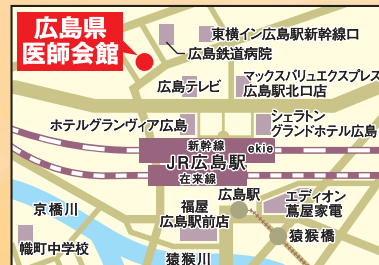 広島県
医師会館
東横イン広島駅新幹線口
広島鉄道病院
広島テレビ
マックスバリュエクスプレス
広島駅北口店
ホテルグランヴィア広島
シェラトン
グランドホテル広島
新幹線
ekie
JR広島駅
在来線
広島駅
京橋川
福屋
広島駅前店
エディオン
蔦屋家電
幟町中学校
猿猴橋
猿猴川